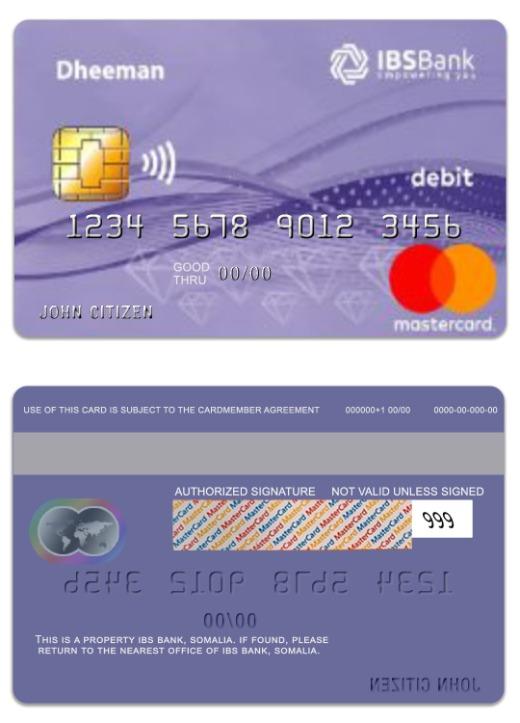 Dheeman
IBSBank
empowering you
debit
1234 5678 9012 3456
GOOD
THRU 00/00
JOHN CITIZEN
mastercard.
USE OF THIS CARD IS SUBJECT TO THE CARDMEMBER AGREEMENT 000000+1 00/00 0000-00-000-00
AUTHORIZED SIGNATURE NOT VALID UNLESS SIGNED
MasterCard MasterCard MasterCard
999
1234 5678 9012 3456
00/00
THIS IS A PROPERTY IBS BANK, SOMALIA. IF FOUND, PLEASE
RETURN TO THE NEAREST OFFICE OF IBS BANK, SOMALIA.
JOHN CITIZEN